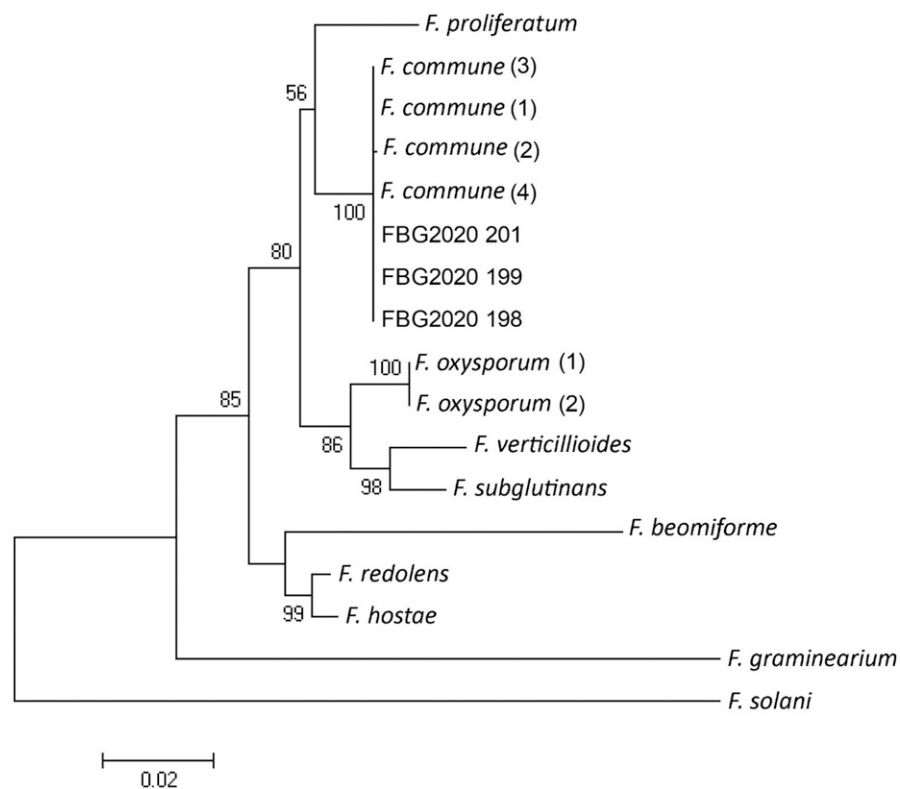 F. proliferatum
F. commune (3)
56
F. commune (1)
F. commune (2)
F. commune (4)
100
FBG2020 201
80
FBG2020 199
FBG2020 198
100
F. oxysporum (1)
85
F. oxysporum (2)
86
F. verticillioides
98
F. subglutinans
F. beomiforme
F. redolens
99
F. hostae
F. graminearium
F. solani
0.02